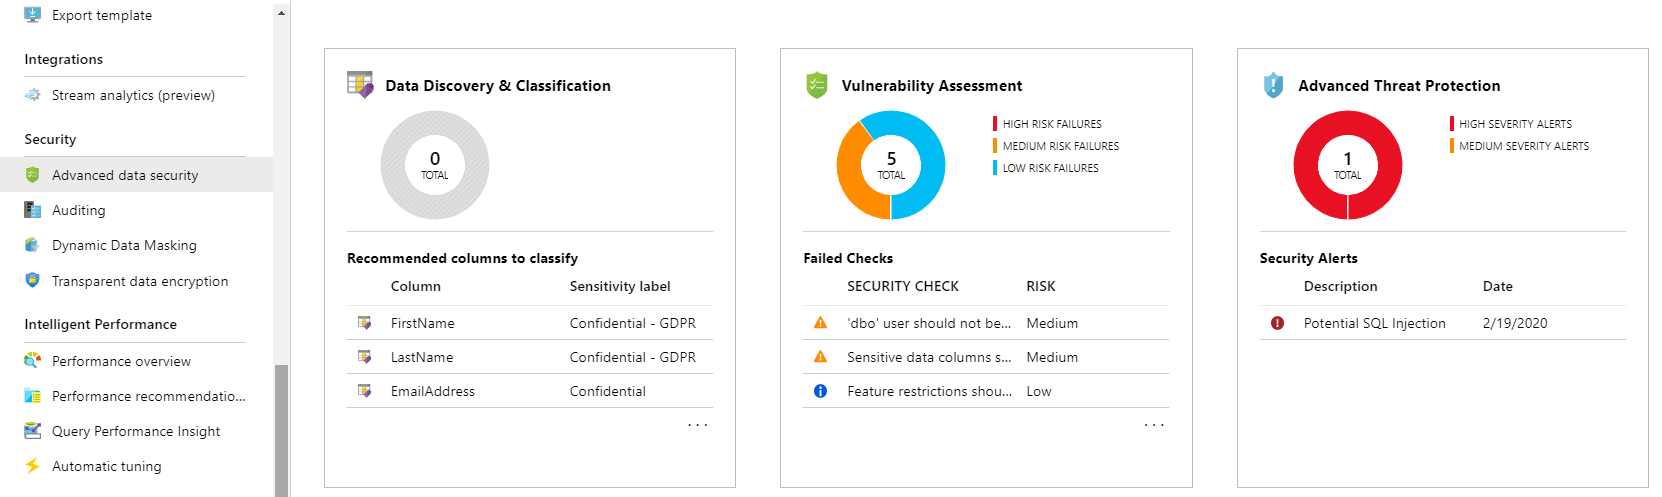 Export template
Integrations
Stream analytics (preview)
Security
Advanced data security
Auditing
Dynamic Data Masking
Transparent data encryption
Intelligent Performance
Performance overview
Performance recommendatio...
Query Performance Insight
Automatic tuning
Data Discovery & Classification
0
TOTAL
Recommended columns to classify
Column Sensitivity label
FirstName Confidential - GDPR
LastName Confidential - GDPR
EmailAddress Confidential
...
Vulnerability Assessment
5
TOTAL
HIGH RISK FAILURES
MEDIUM RISK FAILURES
LOW RISK FAILURES
Failed Checks
SECURITY CHECK RISK
'dbo' user should not be... Medium
Sensitive data columns s... Medium
Feature restrictions shou... Low
...
Advanced Threat Protection
1
TOTAL
HIGH SEVERITY ALERTS
MEDIUM SEVERITY ALERTS
Security Alerts
Description Date
Potential SQL Injection 2/19/2020